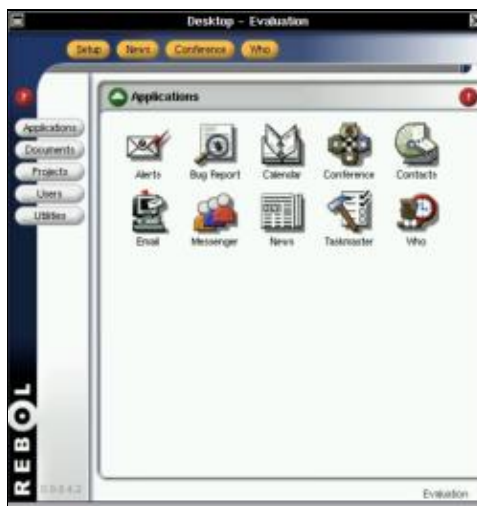 Desktop - Evaluation
Setup News Conference Who
Applications
Applications
Documents
Projects
Users
Utilities
Alerts Bug Report Calendar Conference Contacts
Email Messenger News Taskmaster Who
REBOL
Evaluation